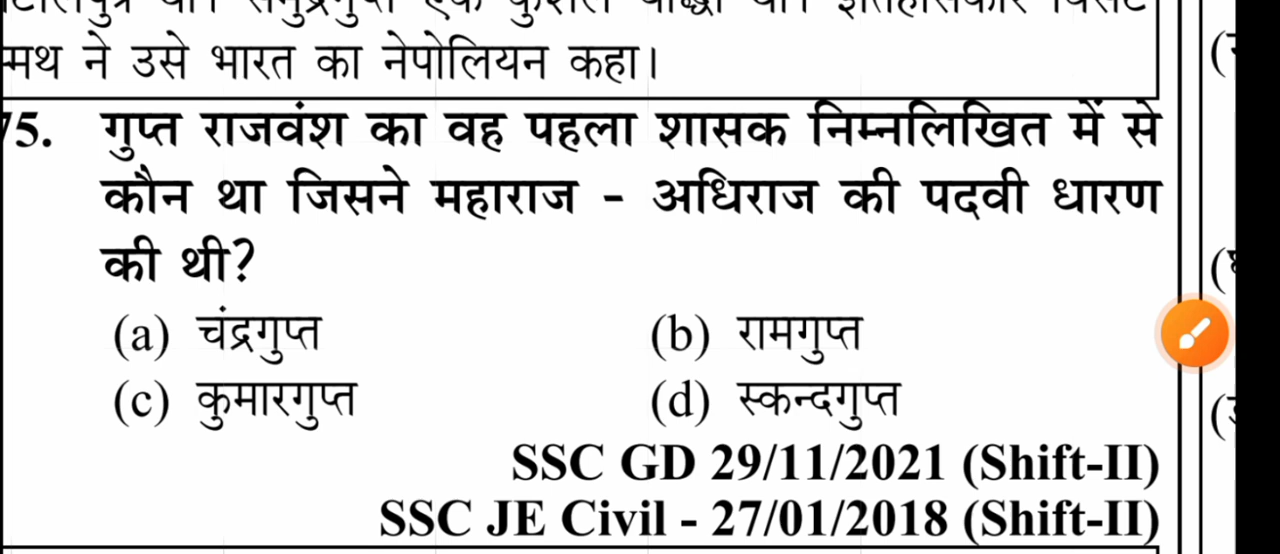 मथ ने उसे भारत का नेपोलियन कहा।
75. गुप्त राजवंश का वह पहला शासक निम्नलिखित में से
कौन था जिसने महाराज - अधिराज की पदवी धारण
की थी?
(a) चंद्रगुप्त (b) रामगुप्त
(c) कुमारगुप्त (d) स्कन्दगुप्त
SSC GD 29/11/2021 (Shift-II)
SSC JE Civil - 27/01/2018 (Shift-II)